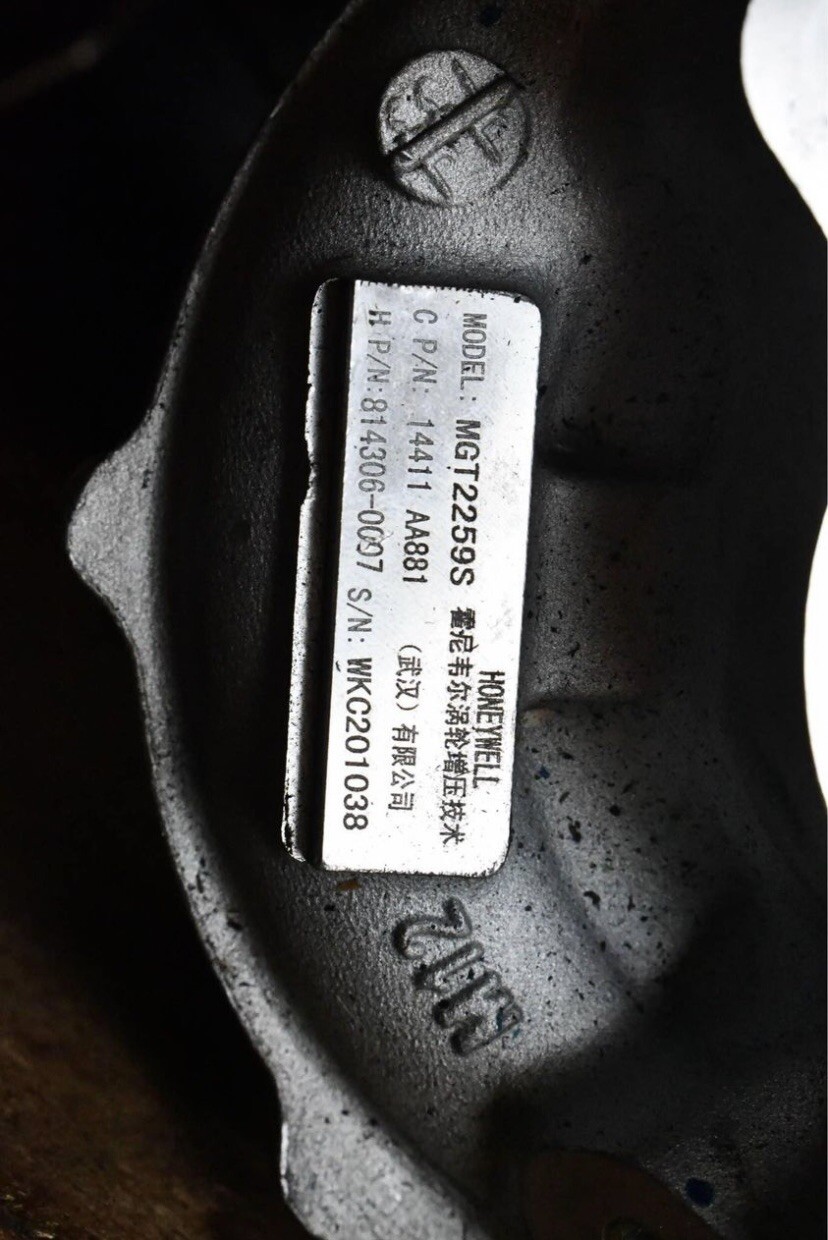 HONEYWELL
MODEL: MGT2259S 霍尼韦尔涡轮增压技术
C P/N: 14411 AA881 (武汉)有限公司
H P/N:814306-0097 S/N: WKC201038